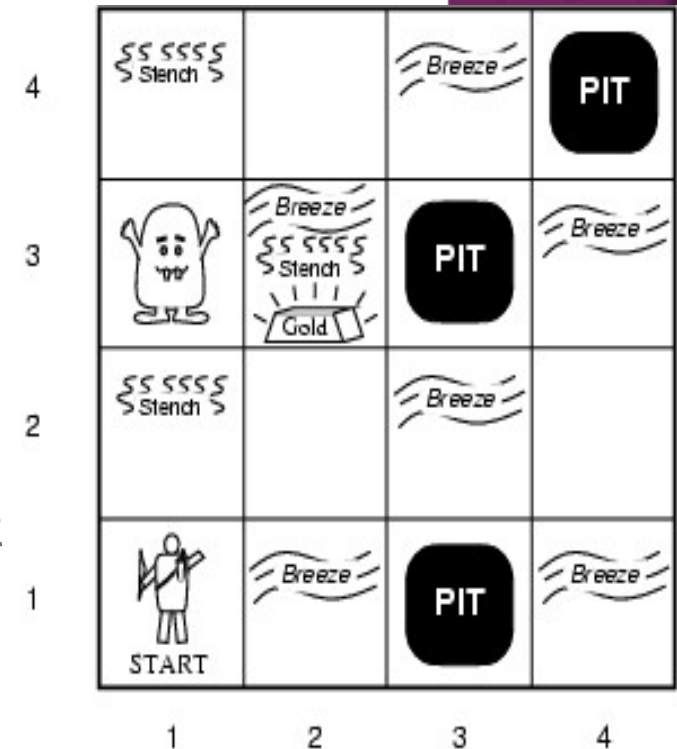 4
Stench
Breeze
PIT
3
Breeze
Stench
Gold
PIT
Breeze
2
Stench
Breeze
1
START
Breeze
PIT
Breeze
1 2 3 4